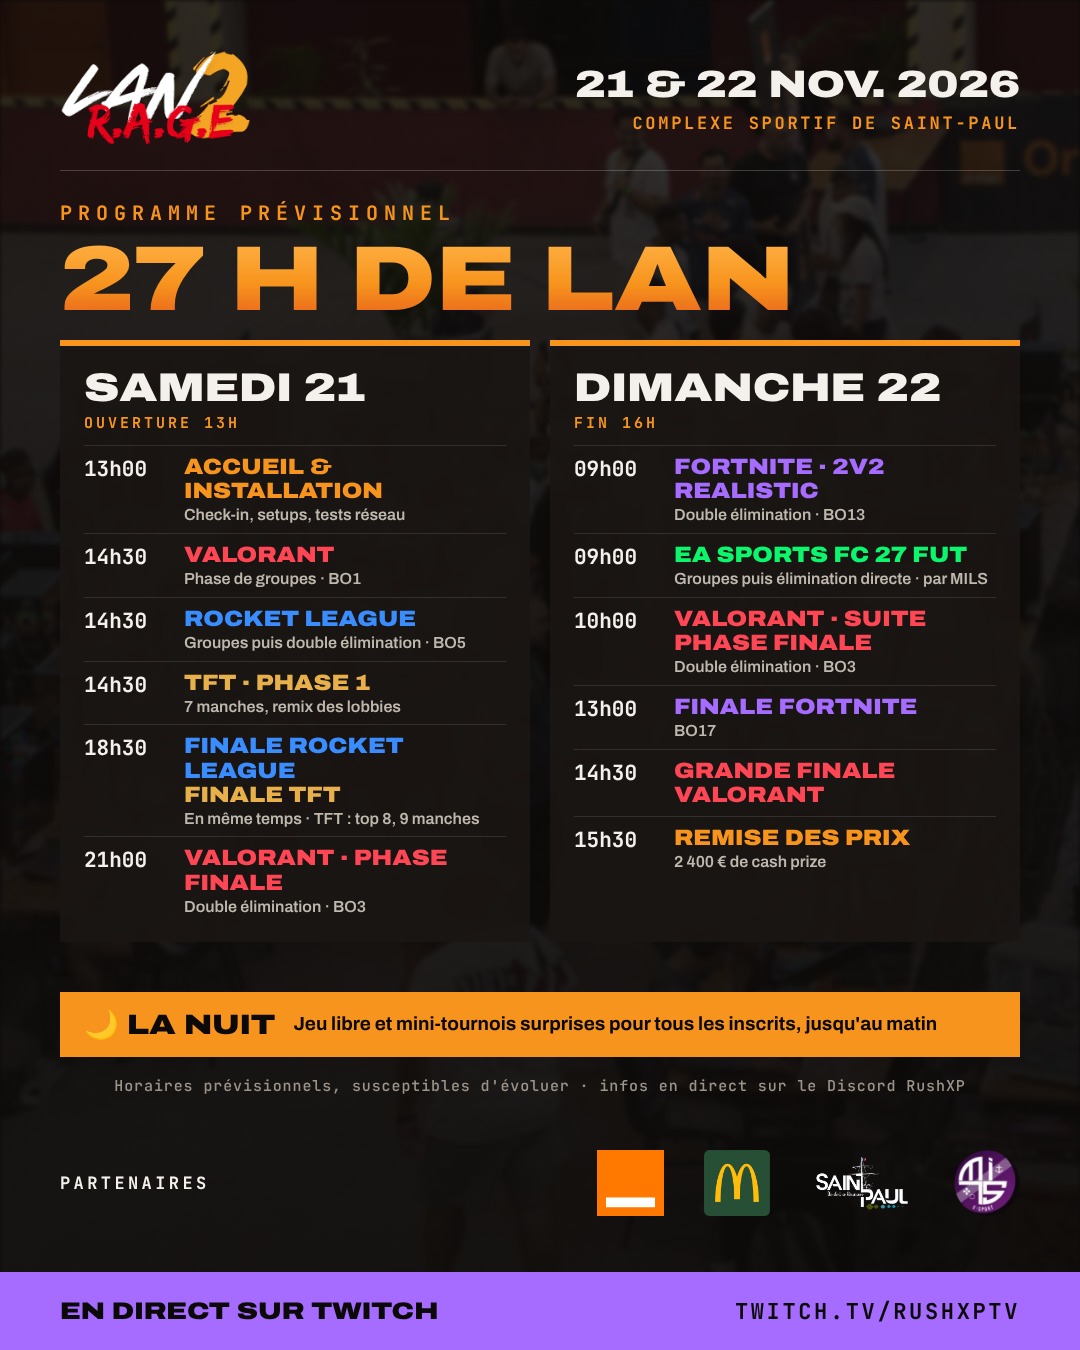 LAN 2
R.A.G.E
21 & 22 NOV. 2026
COMPLEXE SPORTIF DE SAINT-PAUL
Or
PROGRAMME PRÉVISIONNEL
27 H DE LAN
SAMEDI 21
OUVERTURE 13H
13h00 ACCUEIL &
INSTALLATION
Check-in, setups, tests réseau
14h30 VALORANT
Phase de groupes · BO1
14h30 ROCKET LEAGUE
Groupes puis double élimination · BO5
14h30 TFT · PHASE 1
7 manches, remix des lobbies
18h30 FINALE ROCKET
LEAGUE
FINALE TFT
En même temps · TFT : top 8, 9 manches
21h00 VALORANT · PHASE
FINALE
Double élimination · BO3
DIMANCHE 22
FIN 16H
09h00 FORTNITE · 2V2
REALISTIC
Double élimination · BO13
09h00 EA SPORTS FC 27 FUT
Groupes puis élimination directe · par MILS
10h00 VALORANT · SUITE
PHASE FINALE
Double élimination · BO3
13h00 FINALE FORTNITE
BO17
14h30 GRANDE FINALE
VALORANT
15h30 REMISE DES PRIX
2 400 € de cash prize
🌙 LA NUIT Jeu libre et mini-tournois surprises pour tous les inscrits, jusqu'au matin
Horaires prévisionnels, susceptibles d'évoluer · infos en direct sur le Discord RushXP
PARTENAIRES
SAINT
PAUL
EN DIRECT SUR TWITCH
TWITCH.TV/RUSHXPTV